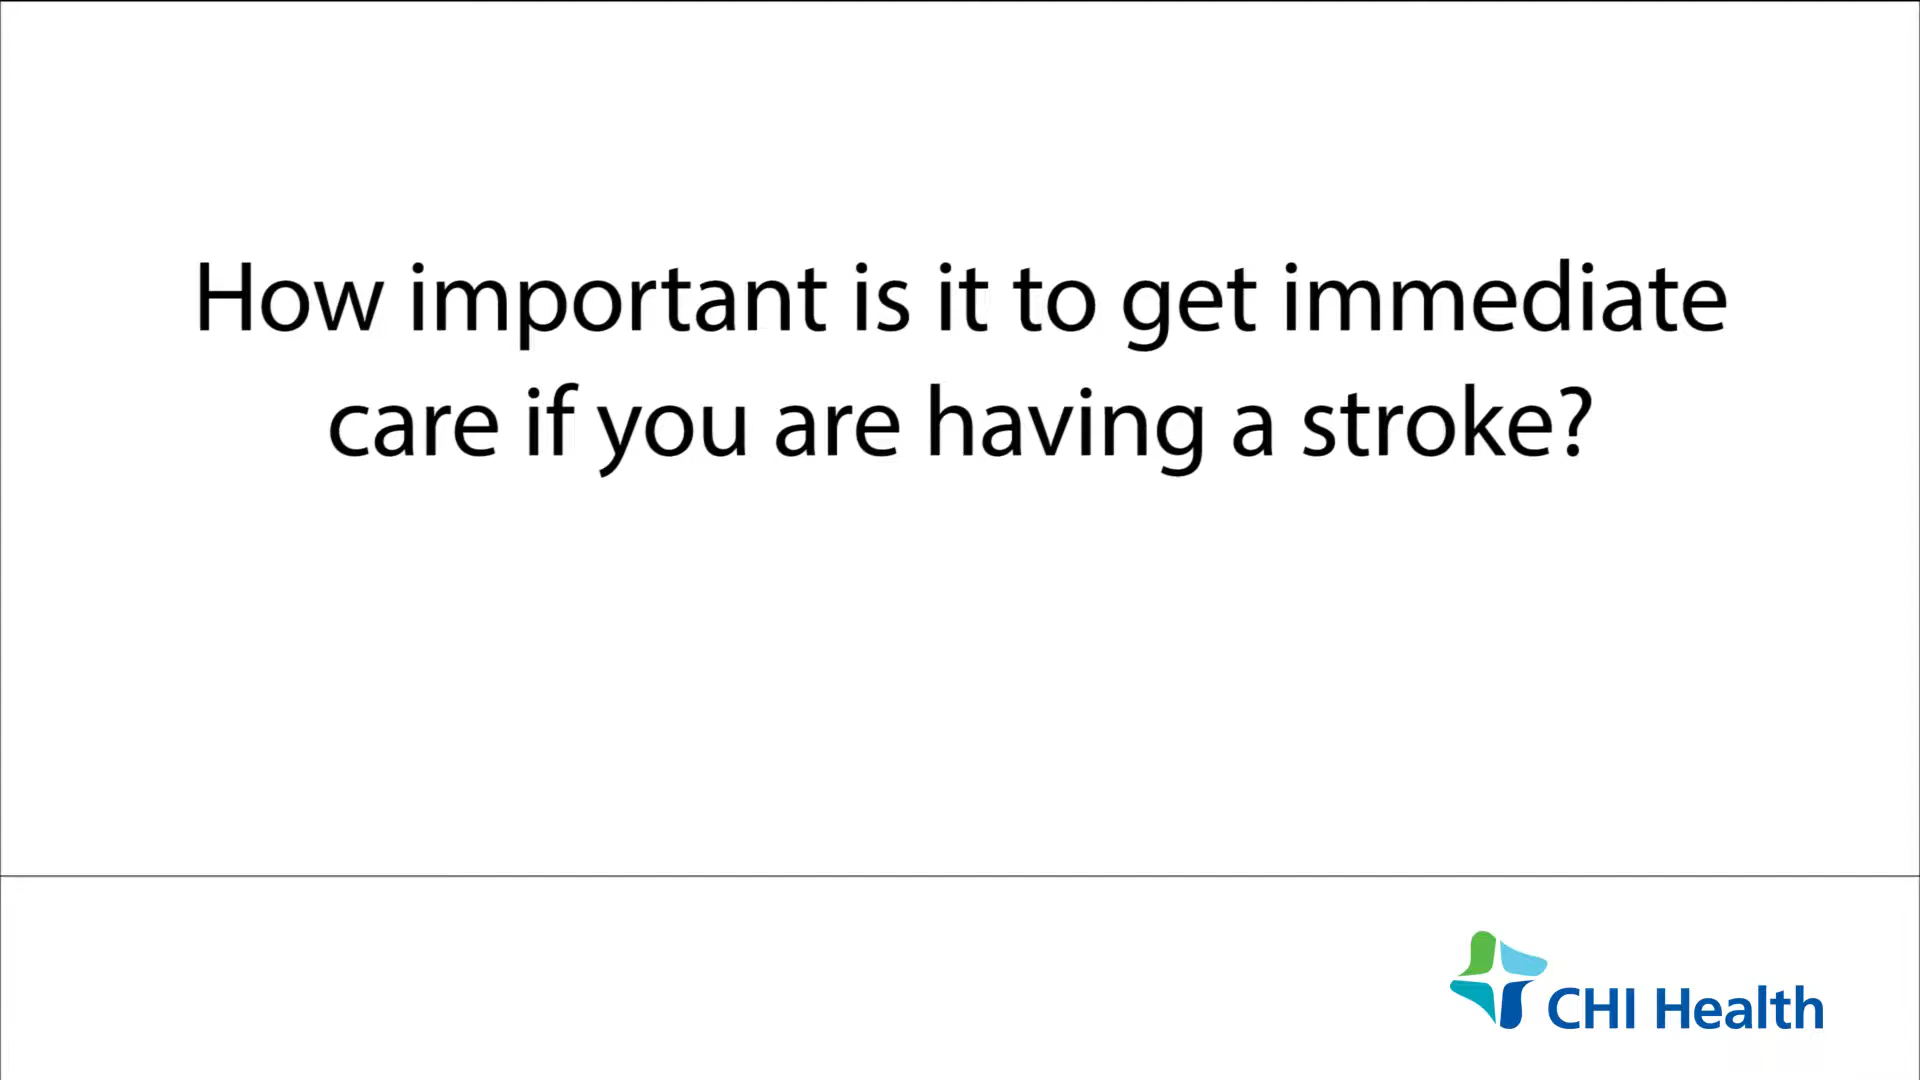 How important is it to get immediate
care if you are having a stroke?
CHI Health